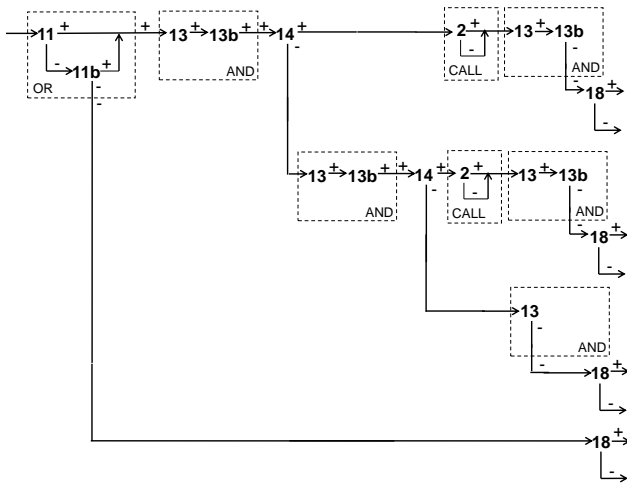 11 + + 13 + 13b + + 14 + 2 + 13 + 13b
- 11b + - - - -
OR - AND CALL AND
- 18 +
-
13 + 13b + + 14 + 2 + 13 + 13b
- - -
AND CALL AND
- 18 +
-
13
-
AND
- 18 +
-
18 +
-